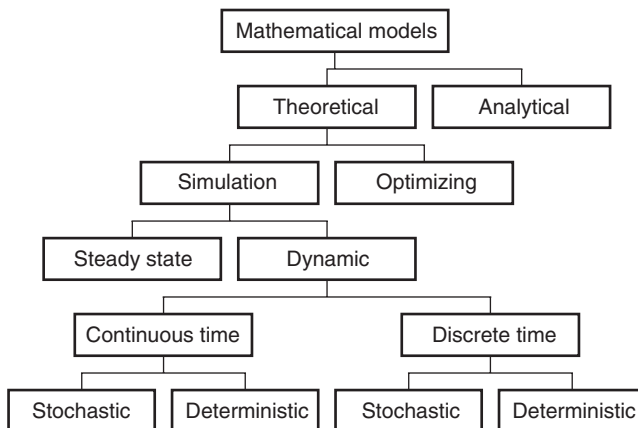 Mathematical models
Theoretical
Analytical
Simulation
Optimizing
Steady state
Dynamic
Continuous time
Discrete time
Stochastic
Deterministic
Stochastic
Deterministic